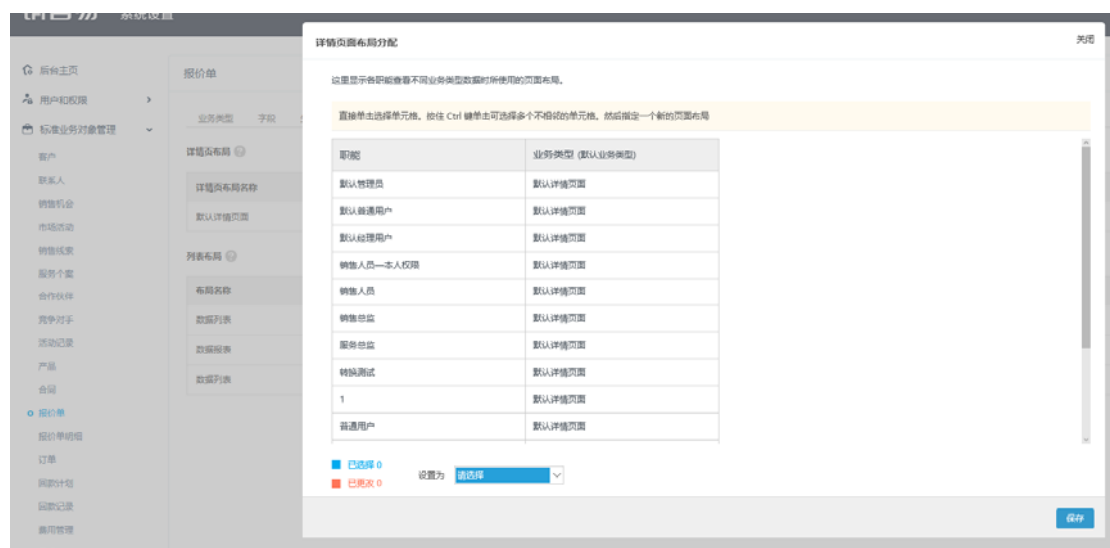 系统设置
后台主页
用户和权限
标准业务对象管理
客户
联系人
销售机会
市场活动
销售线索
服务个案
合作伙伴
竞争对手
活动记录
产品
合同
报价单
报价单明细
订单
回款计划
回款记录
费用管理
报价单
业务类型 字段
详情页布局
详情页布局名称
默认详情页面
列表布局
布局名称
数据列表
数据报表
数据列表
详情页面布局分配 关闭
这里显示各职能查看不同业务类型数据时所使用的页面布局。
直接单击选择单元格。按住 Ctrl 键单击可选择多个不相邻的单元格。然后指定一个新的页面布局
职能 业务类型 (默认业务类型)
默认管理员 默认详情页面
默认普通用户 默认详情页面
默认经理用户 默认详情页面
销售人员—本人权限 默认详情页面
销售人员 默认详情页面
销售总监 默认详情页面
服务总监 默认详情页面
转换测试 默认详情页面
1 默认详情页面
普通用户 默认详情页面
已选择 0
已更改 0
设置为 请选择
保存